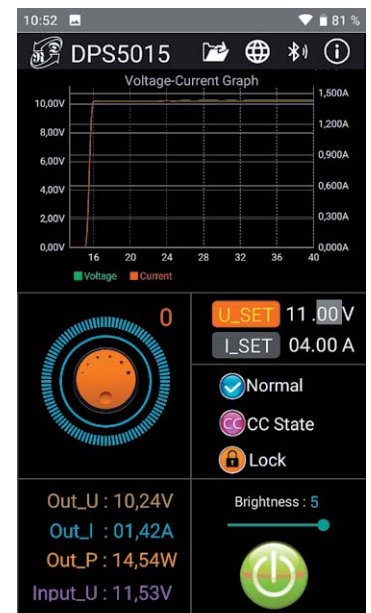 10:52 81 %
DPS5015
Voltage-Current Graph
10,00V 1,500A
8,00V 1,200A
6,00V 0,900A
4,00V 0,600A
2,00V 0,300A
0,00V 0,000A
16 20 24 28 32 36 40
Voltage Current
0
U_SET 11 .00 V
I_SET 04.00 A
Normal
CC CC State
Lock
Out_U : 10,24V
Out_I : 01,42A
Out_P : 14,54W
Input_U : 11,53V
Brightness : 5